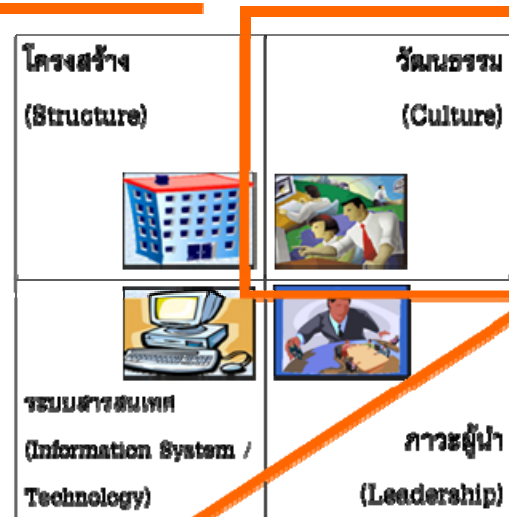 โครงสร้าง
(Structure)
วัฒนธรรม
(Culture)
ระบบสารสนเทศ
(Information System /
Technology)
ภาวะผู้นำ
(Leadership)